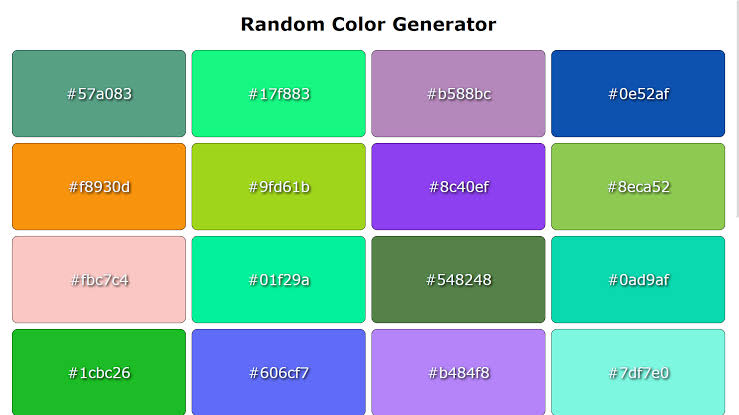 Random Color Generator
#57a083 #17f883 #b588bc #0e52af
#f8930d #9fd61b #8c40ef #8eca52
#fbc7c4 #01f29a #548248 #0ad9af
#1cbc26 #606cf7 #b484f8 #7df7e0